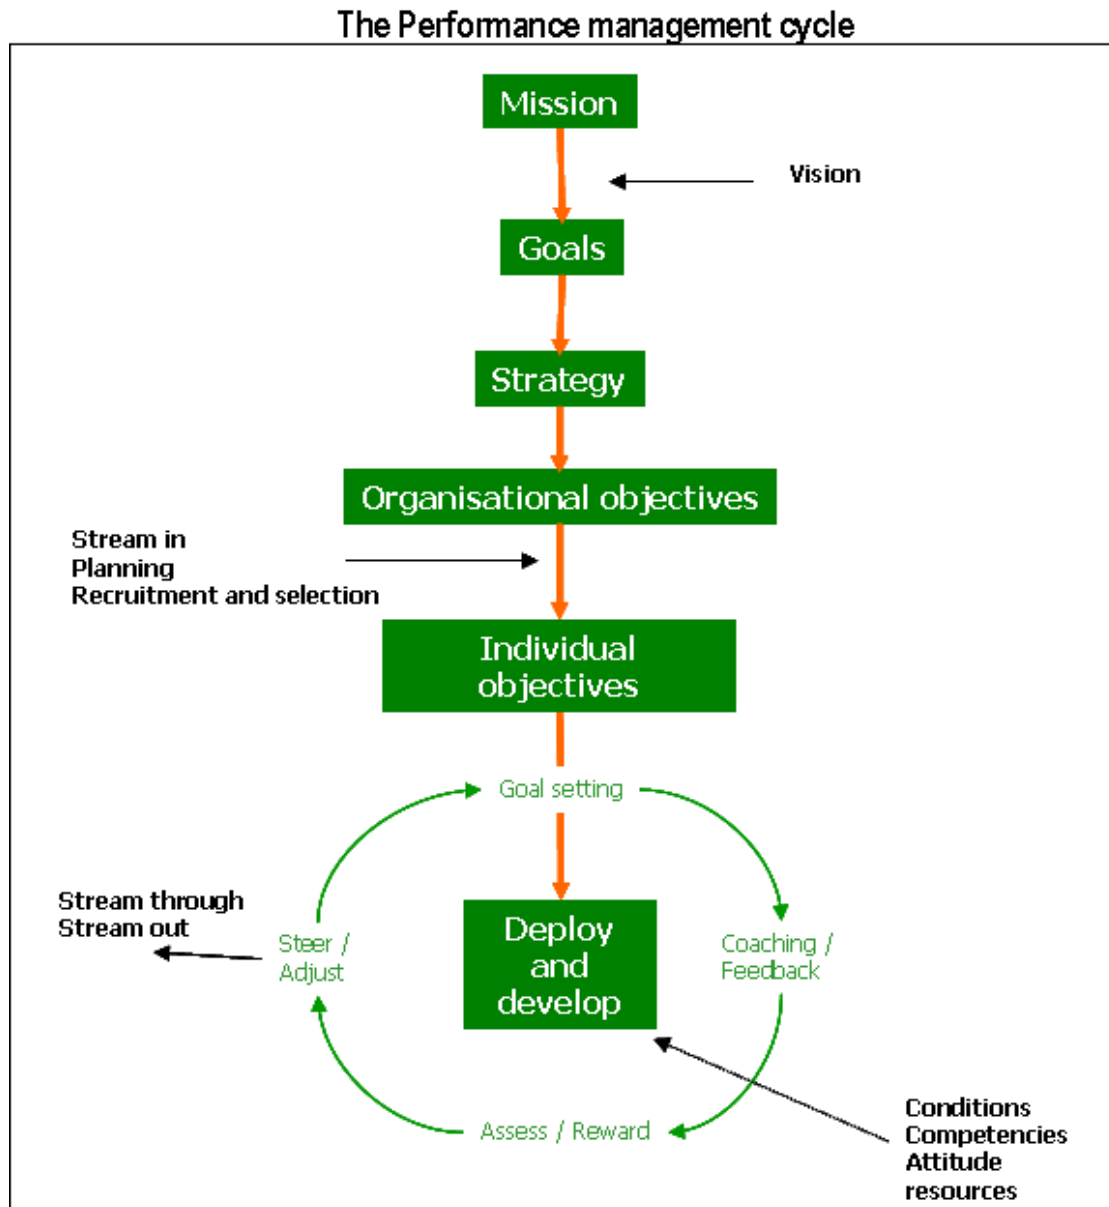 The Performance management cycle
Mission
Vision
Goals
Strategy
Organisational objectives
Stream in
Planning
Recruitment and selection
Individual
objectives
Goal setting
Stream through
Stream out
Steer /
Adjust
Deploy
and
develop
Coaching /
Feedback
Assess / Reward
Conditions
Competencies
Attitude
resources